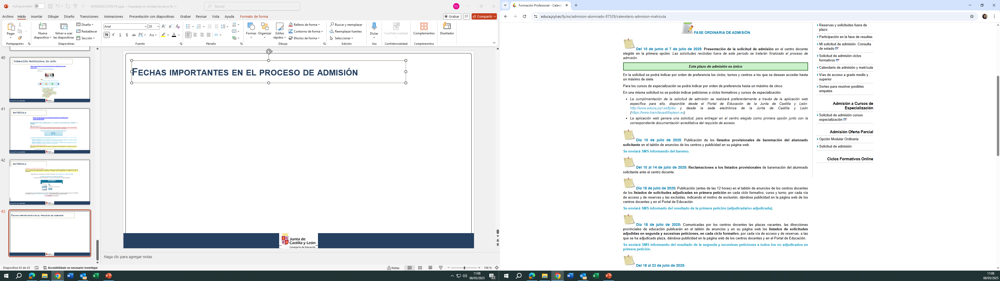 Autoguardado
INTRODUCCIÓN FP.pptx • Guardado en Unidad de disco N:
Buscar
EG
Archivo Inicio Insertar Dibujar Diseño Transiciones Animaciones Presentación con diapositivas Grabar Revisar Vista Ayuda Formato de forma
Grabar
Compartir
Pegar
Nueva diapositiva
Volver a usar las diapositivas
Diseño
Restablecer
Sección
Arial 28
N K S S ab AV Aa A
Formas
Organizar
Estilos rápidos
Relleno de forma
Contorno de forma
Efectos de forma
Buscar y reemplazar
Reemplazar fuentes
Seleccionar
Dictar
Confidencialidad
Complementos
Diseñador
Portapapeles Diapositivas Fuente Párrafo Dibujo Edición Voz Confidencialidad Complementos
40
FORMACIÓN PROFESIONAL EN LEÓN
41
MATRÍCULA
42
MATRÍCULA
43
FECHAS IMPORTANTES EN EL PROCESO DE ADMISIÓN
FECHAS IMPORTANTES EN EL PROCESO DE ADMISIÓN
Junta de
Castilla y León
Consejería de Educación
Haga clic para agregar notas
Diapositiva 43 de 43
Accesibilidad: es necesario investigar
Notas
106 %
11:08
08/05/2025
22
Formación Profesional - Calend
educa.jcyl.es/fp/es/admision-alumnado-87329/calendario-admision-matricula
FASE ORDINARIA DE ADMISIÓN
Del 10 de junio al 7 de julio de 2025: Presentación de la solicitud de admisión en el centro docente
elegido en la primera opción. Las solicitudes recibidas fuera de este periodo se tratarán finalizado el proceso de
admisión.
Este plazo de admisión es único
En la solicitud se podrá indicar por orden de preferencia los ciclos, turnos y centros a los que se desean acceder hasta
un máximo de siete.
Para los cursos de especialización se podrá indicar por orden de preferencia hasta un máximo de cinco.
En una misma solicitud no se podrán indicar peticiones a ciclos formativos y cursos de especialización.
• La cumplimentación de la solicitud de admisión se realizará preferentemente a través de la aplicación web
específica para ello, disponible desde el Portal de Educación de la Junta de Castilla y León:
http://www.educa.jcyl.es/fp/es y desde la sede electrónica de la Junta de Castilla y León
(https://www.tramitacastillayleon.es)
• La aplicación web genera una solicitud, para entregar en el centro elegido como primera opción junto con la
correspondiente documentación acreditativa del requisito de acceso.
Día 10 de julio de 2025: Publicación de los listados provisionales de baremación del alumnado
solicitante en el tablón de anuncios de los centros y publicidad en su página web.
Se enviará SMS informando del baremo.
Del 10 al 14 de julio de 2025: Reclamaciones a los listados provisionales de baremación del alumnado
solicitante ante el centro docente.
Día 18 de julio de 2025: Publicación (antes de las 12 horas) en el tablón de anuncios de los centros docentes
de los listados de solicitudes adjudicadas en primera petición en cada ciclo formativo, curso y turno, por cada vía
de acceso y de reservas y las excluidas, indicando el motivo de exclusión, dándose publicidad en la página web de los
centros docentes y en el Portal de Educación.
Se enviará SMS informado del resultado de la primera petición (adjudicada/no adjudicada).
Día 18 de julio de 2025: Comunicadas por los centros docentes las plazas vacantes, las direcciones
provinciales de educación publicarán en el tablón de anuncios y en su página web los listados de solicitudes
adjudidas en segunda y sucesivas peticiones, en cada ciclo formativo, por cada vía de acceso y de reservas, a las
que se ha adjudicado plaza, dándose publicidad en la página web de los centros docentes y en el Portal de Educación.
Se enviará SMS informando del resultado de la segunda y sucesivas peticiones a todos los no adjudicados en
primera petición.
Del 18 al 23 de julio de 2025:
Reservas y solicitudes fuera de
plazo
Participación en la fase de resultas
Mi solicitud de admisión. Consulta
de estado
Solicitud de admisión ciclos
formativos
Calendario de admisión y matrícula
Vías de acceso a grado medio y
superior
Sorteo para resolver posibles
empates
Admisión a Cursos de
Especialización
Solicitud de admisión cursos
especialización
Admisión Oferta Parcial
Opción Modular Ordinaria
Solicitud de admisión
Ciclos Formativos Online
11:08
08/05/2025